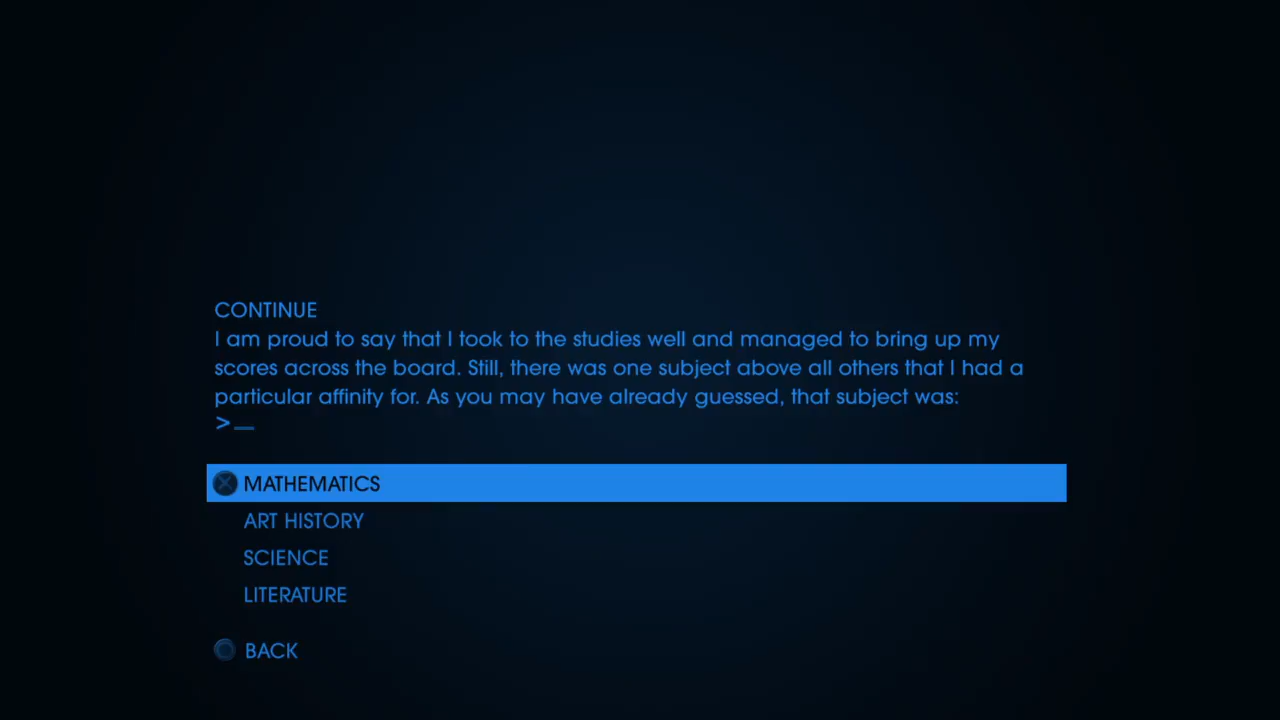 CONTINUE
I am proud to say that I took to the studies well and managed to bring up my
scores across the board. Still, there was one subject above all others that I had a
particular affinity for. As you may have already guessed, that subject was:
>_
MATHEMATICS
ART HISTORY
SCIENCE
LITERATURE
BACK